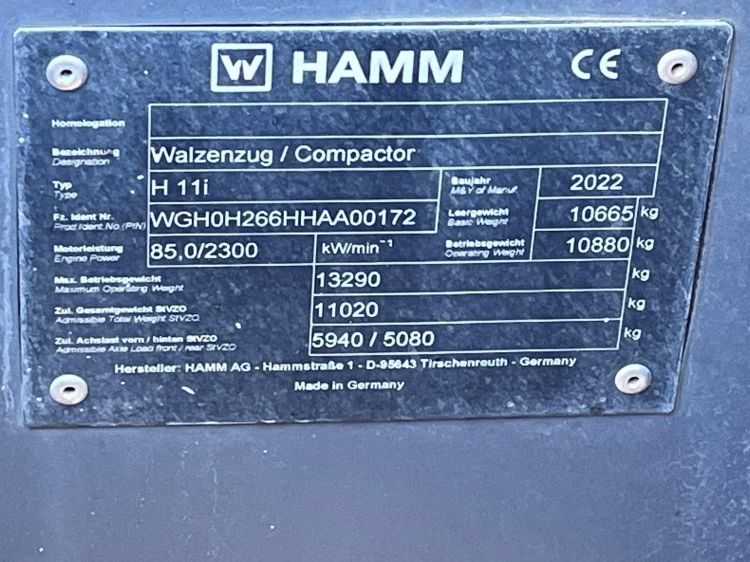 W HAMM CE
Homologation
Bezeichnung Walzenzug / Compactor
Designation
Typ H 11i Baujahr 2022
Type M&Y of Manuf.
Fz. Ident Nr. WGH0H266HHAA00172 Leergewicht 10665 kg
Prod Ident.No.(PIN) Basic Weight
Motorleistung 85,0/2300 kW/min⁻¹ Betriebsgewicht 10880 kg
Engine Power Operating Weight
Max. Betriebsgewicht 13290 kg
Maximum Operating Weight
Zul. Gesamtgewicht StVZO 11020 kg
Admissible Total Weight StVZO
Zul. Achslast vorn / hinten StVZO 5940 / 5080 kg
Admissible Axle Load front / rear StVZO
Hersteller: HAMM AG - Hammstraße 1 - D-95643 Tirschenreuth - Germany
Made in Germany